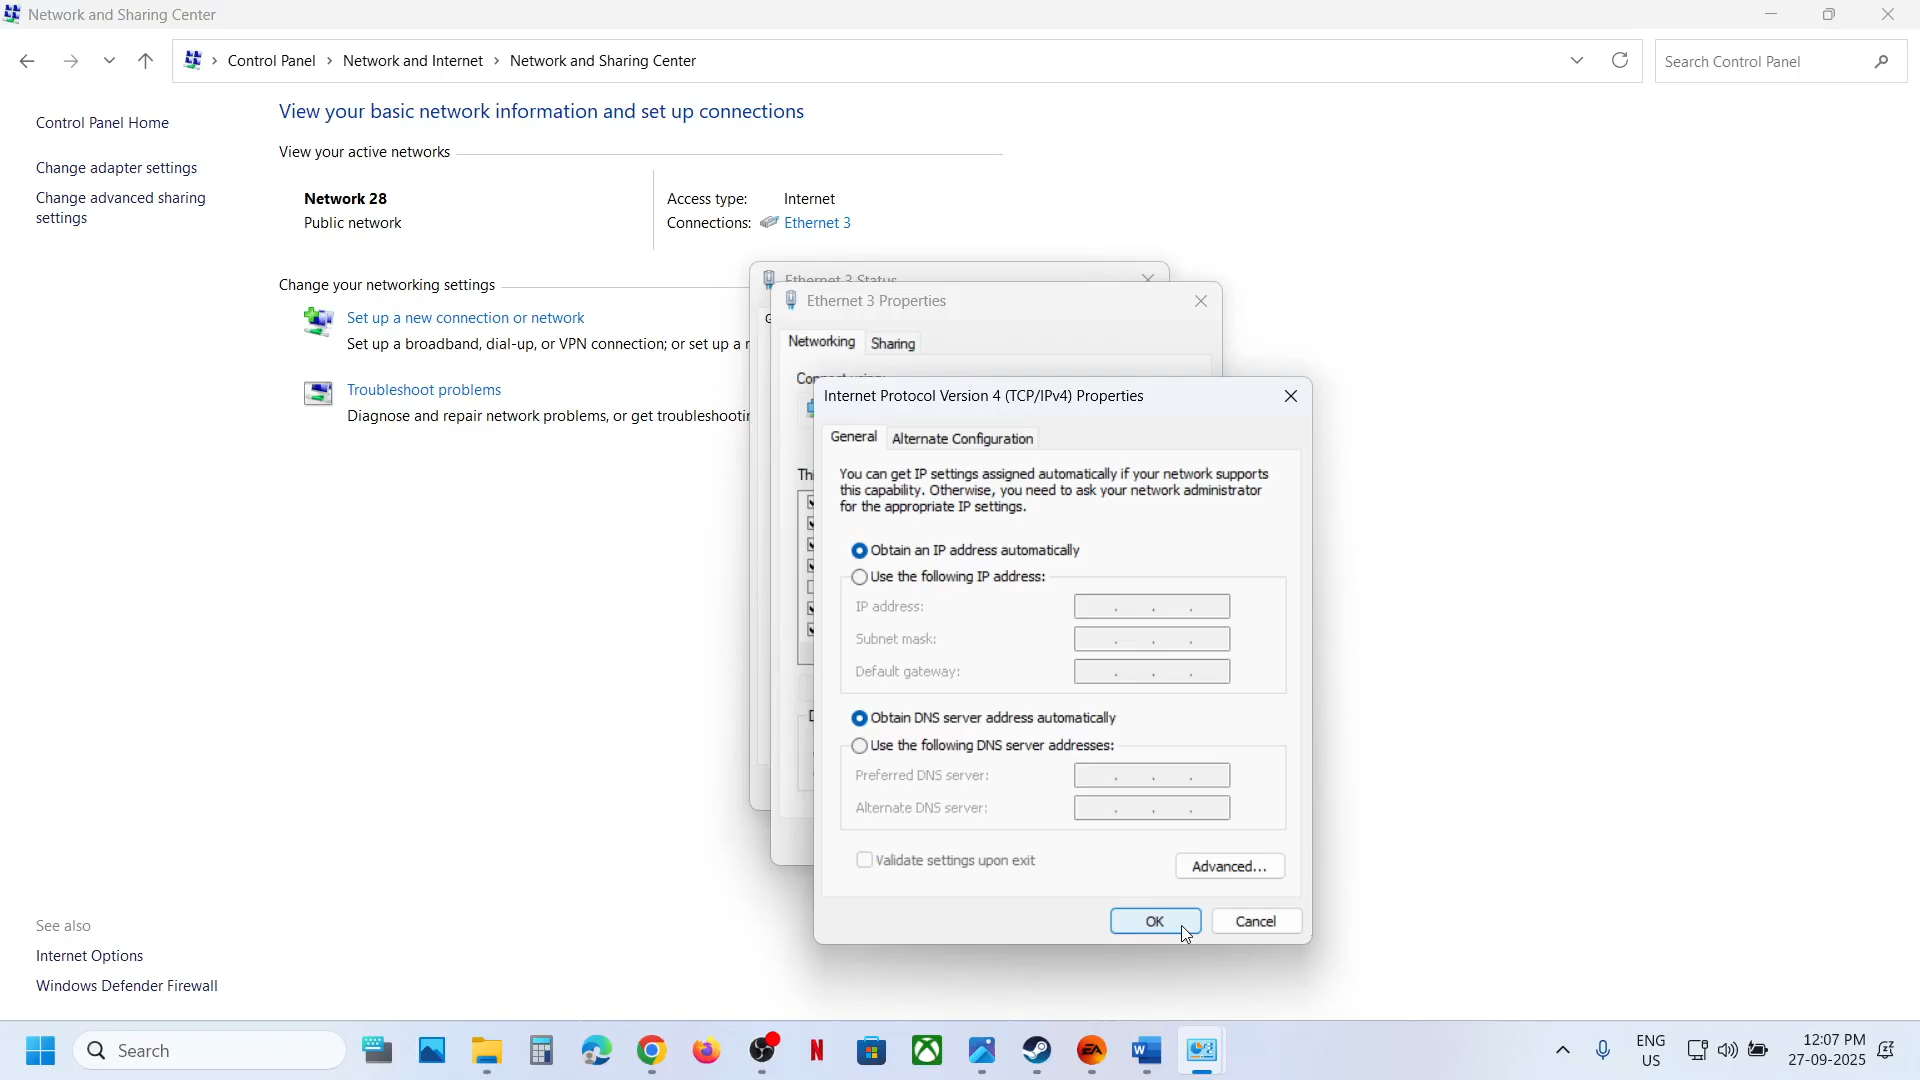 Network and Sharing Center
Control Panel > Network and Internet > Network and Sharing Center
Search Control Panel
Control Panel Home
Change adapter settings
Change advanced sharing
settings
View your basic network information and set up connections
View your active networks
Network 28
Public network
Access type: Internet
Connections: Ethernet 3
Change your networking settings
Set up a new connection or network
Set up a broadband, dial-up, or VPN connection; or set up a
Troubleshoot problems
Diagnose and repair network problems, or get
Ethernet 3 Status
Ethernet 3 Properties
Networking
Sharing
Internet Protocol Version 4 (TCP/IPv4) Properties
General
Alternate Configuration
You can get IP settings assigned automatically if your network supports
this capability. Otherwise, you need to ask your network administrator
for the appropriate IP settings.
Obtain an IP address automatically
Use the following IP address:
IP address:
Subnet mask:
Default gateway:
Obtain DNS server address automatically
Use the following DNS server addresses:
Preferred DNS server:
Alternate DNS server:
Validate settings upon exit
Advanced...
OK
Cancel
See also
Internet Options
Windows Defender Firewall
Search
ENG
US
12:07 PM
27-09-2025